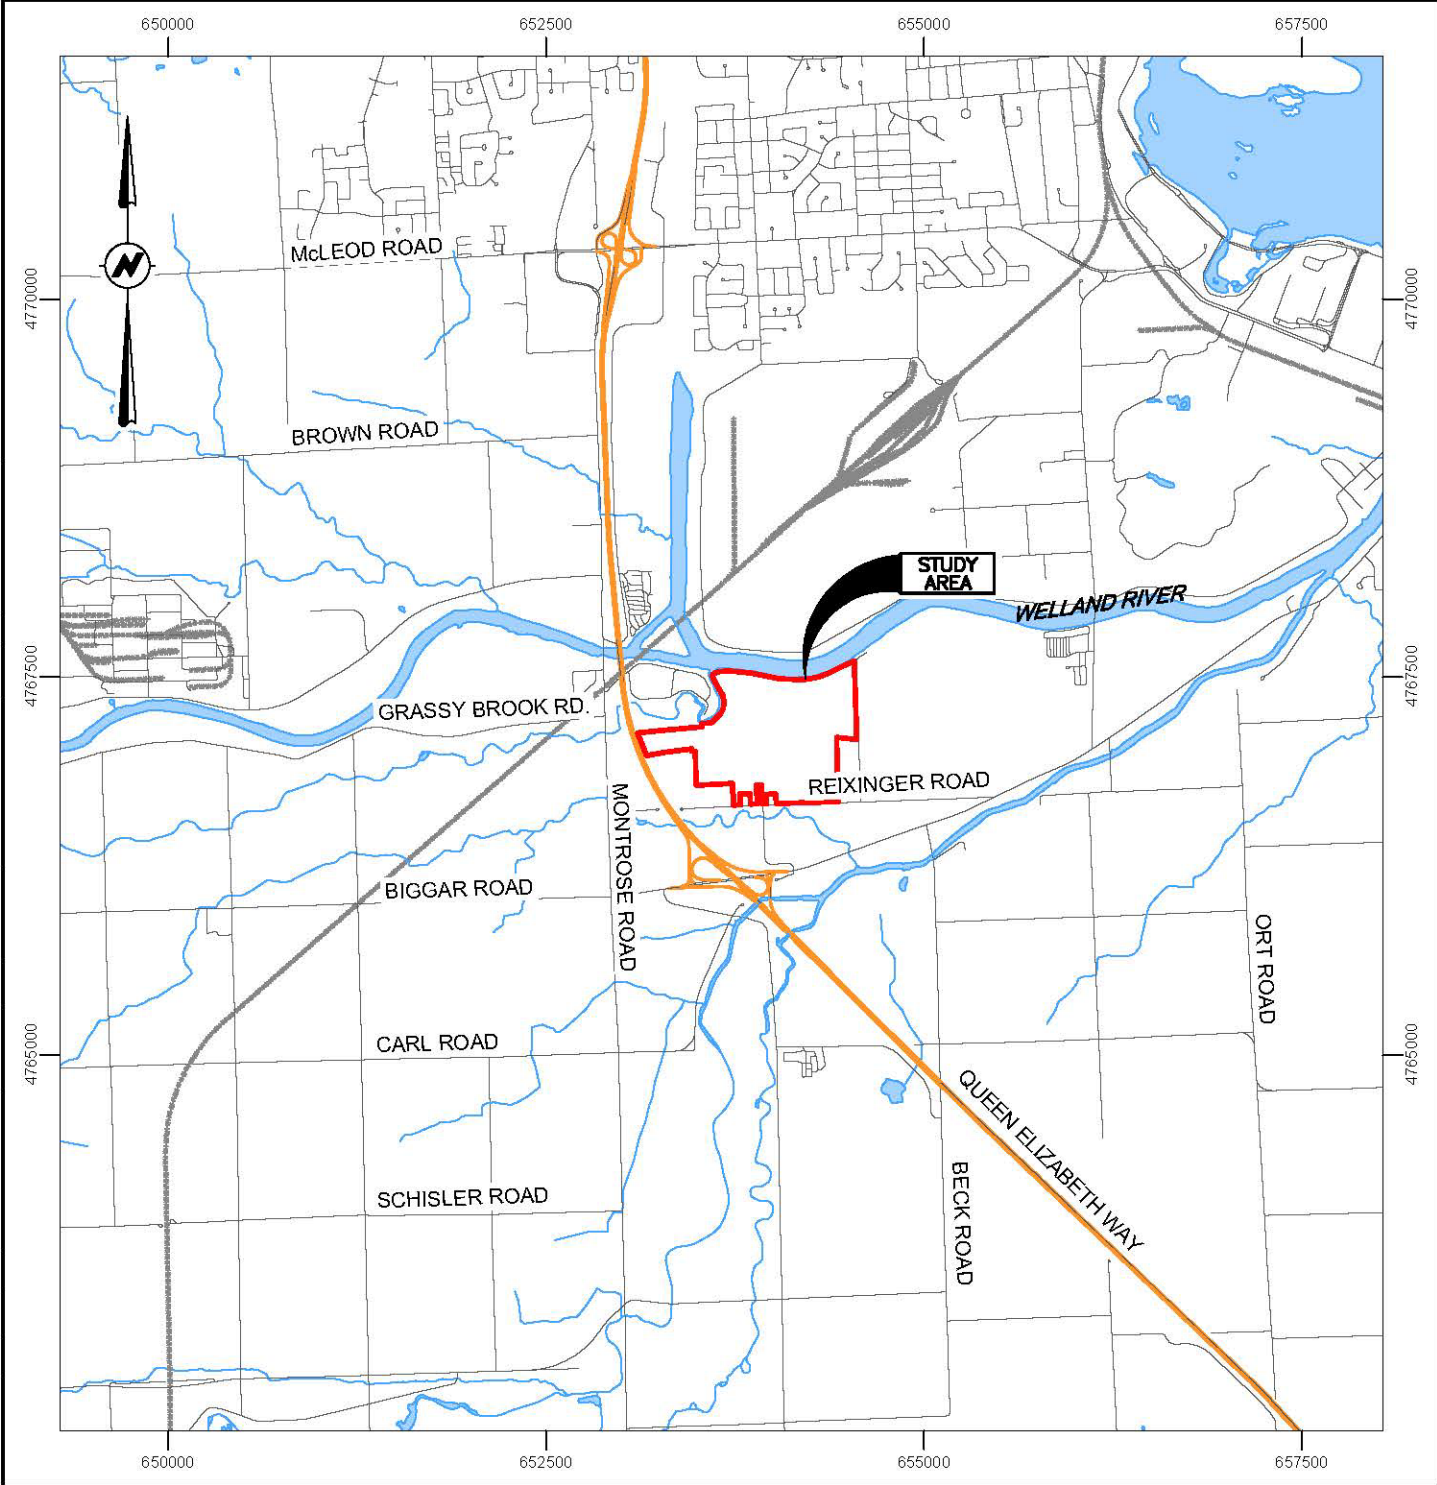 650000
652500
655000
657500
N
McLEOD ROAD
4770000
4770000
BROWN ROAD
STUDY
AREA
WELLAND RIVER
4767500
4767500
GRASSY BROOK RD.
REIXINGER ROAD
MONTROSE ROAD
BIGGAR ROAD
ORT ROAD
CARL ROAD
4765000
4765000
QUEEN ELIZABETH WAY
BECK ROAD
SCHISLER ROAD
650000
652500
655000
657500